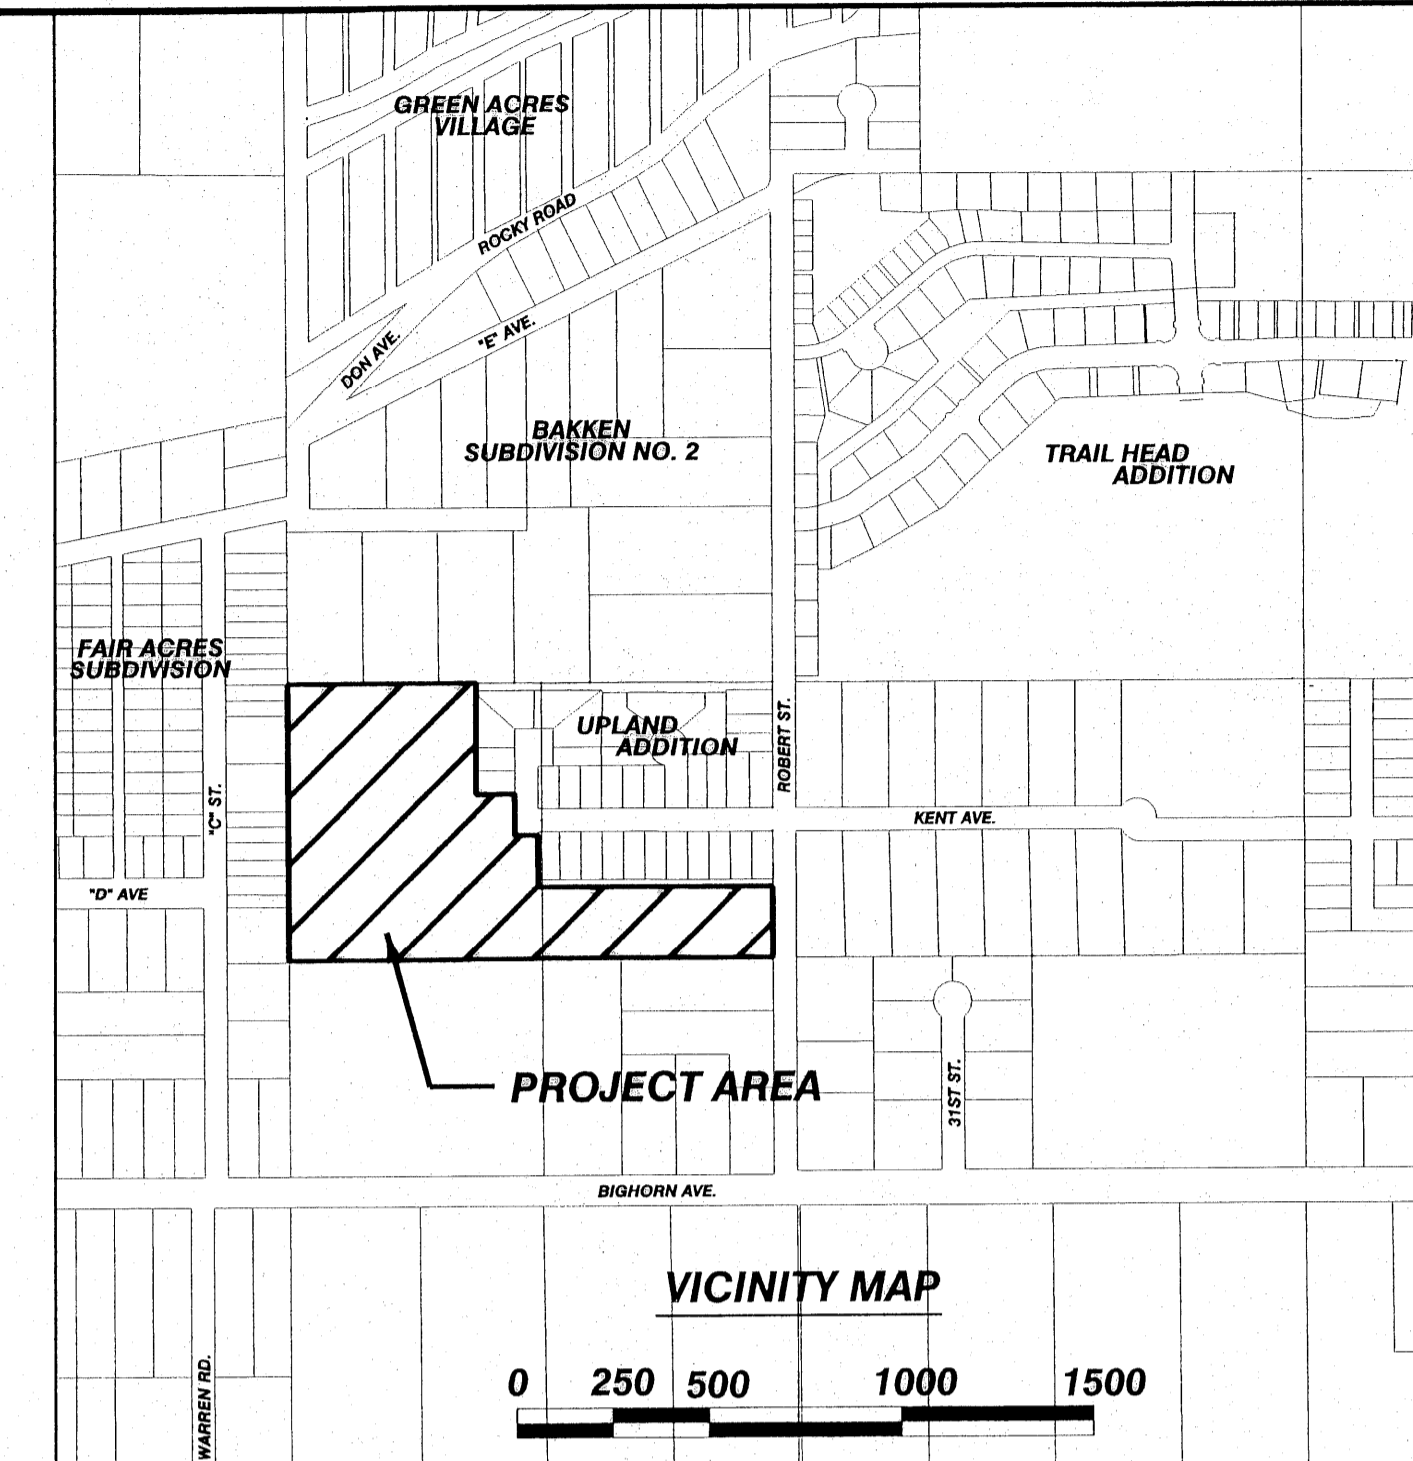 GREEN ACRES
VILLAGE
ROCKY ROAD
DON AVE.
"E" AVE.
BAKKEN
SUBDIVISION NO. 2
TRAIL HEAD
ADDITION
FAIR ACRES
SUBDIVISION
UPLAND
ADDITION
ROBERT ST.
"C" ST.
KENT AVE.
"D" AVE
PROJECT AREA
31ST ST.
BIGHORN AVE.
VICINITY MAP
WARREN RD.
0 250 500 1000 1500